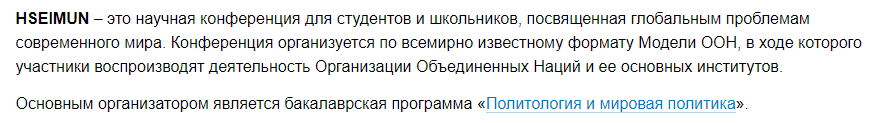 HSEIMUN – это научная конференция для студентов и школьников, посвященная глобальным проблемам
современного мира. Конференция организуется по всемирно известному формату Модели ООН, в ходе которого
участники воспроизводят деятельность Организации Объединенных Наций и ее основных институтов.
Основным организатором является бакалаврская программа «Политология и мировая политика».